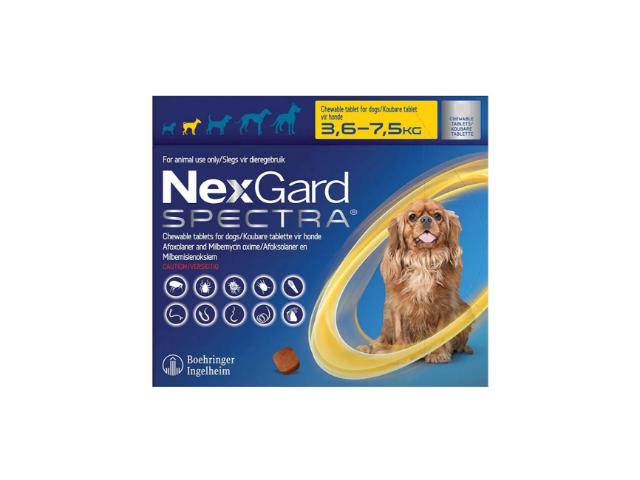 Chewable tablet for dogs/Koubare tablet
vir honde
3,6–7,5KG
CHEWABLE
TABLETS/
KOUBARE
TABLETTE
For animal use only/Slegs vir dieregebruik
NexGard
SPECTRA®
Chewable tablets for dogs/Koubare tablette vir honde
Afoxolaner and Milbemycin oxime/Afoksolaner en
Milbemisienoksiem
CAUTION/VERSIGTIG
Boehringer
Ingelheim